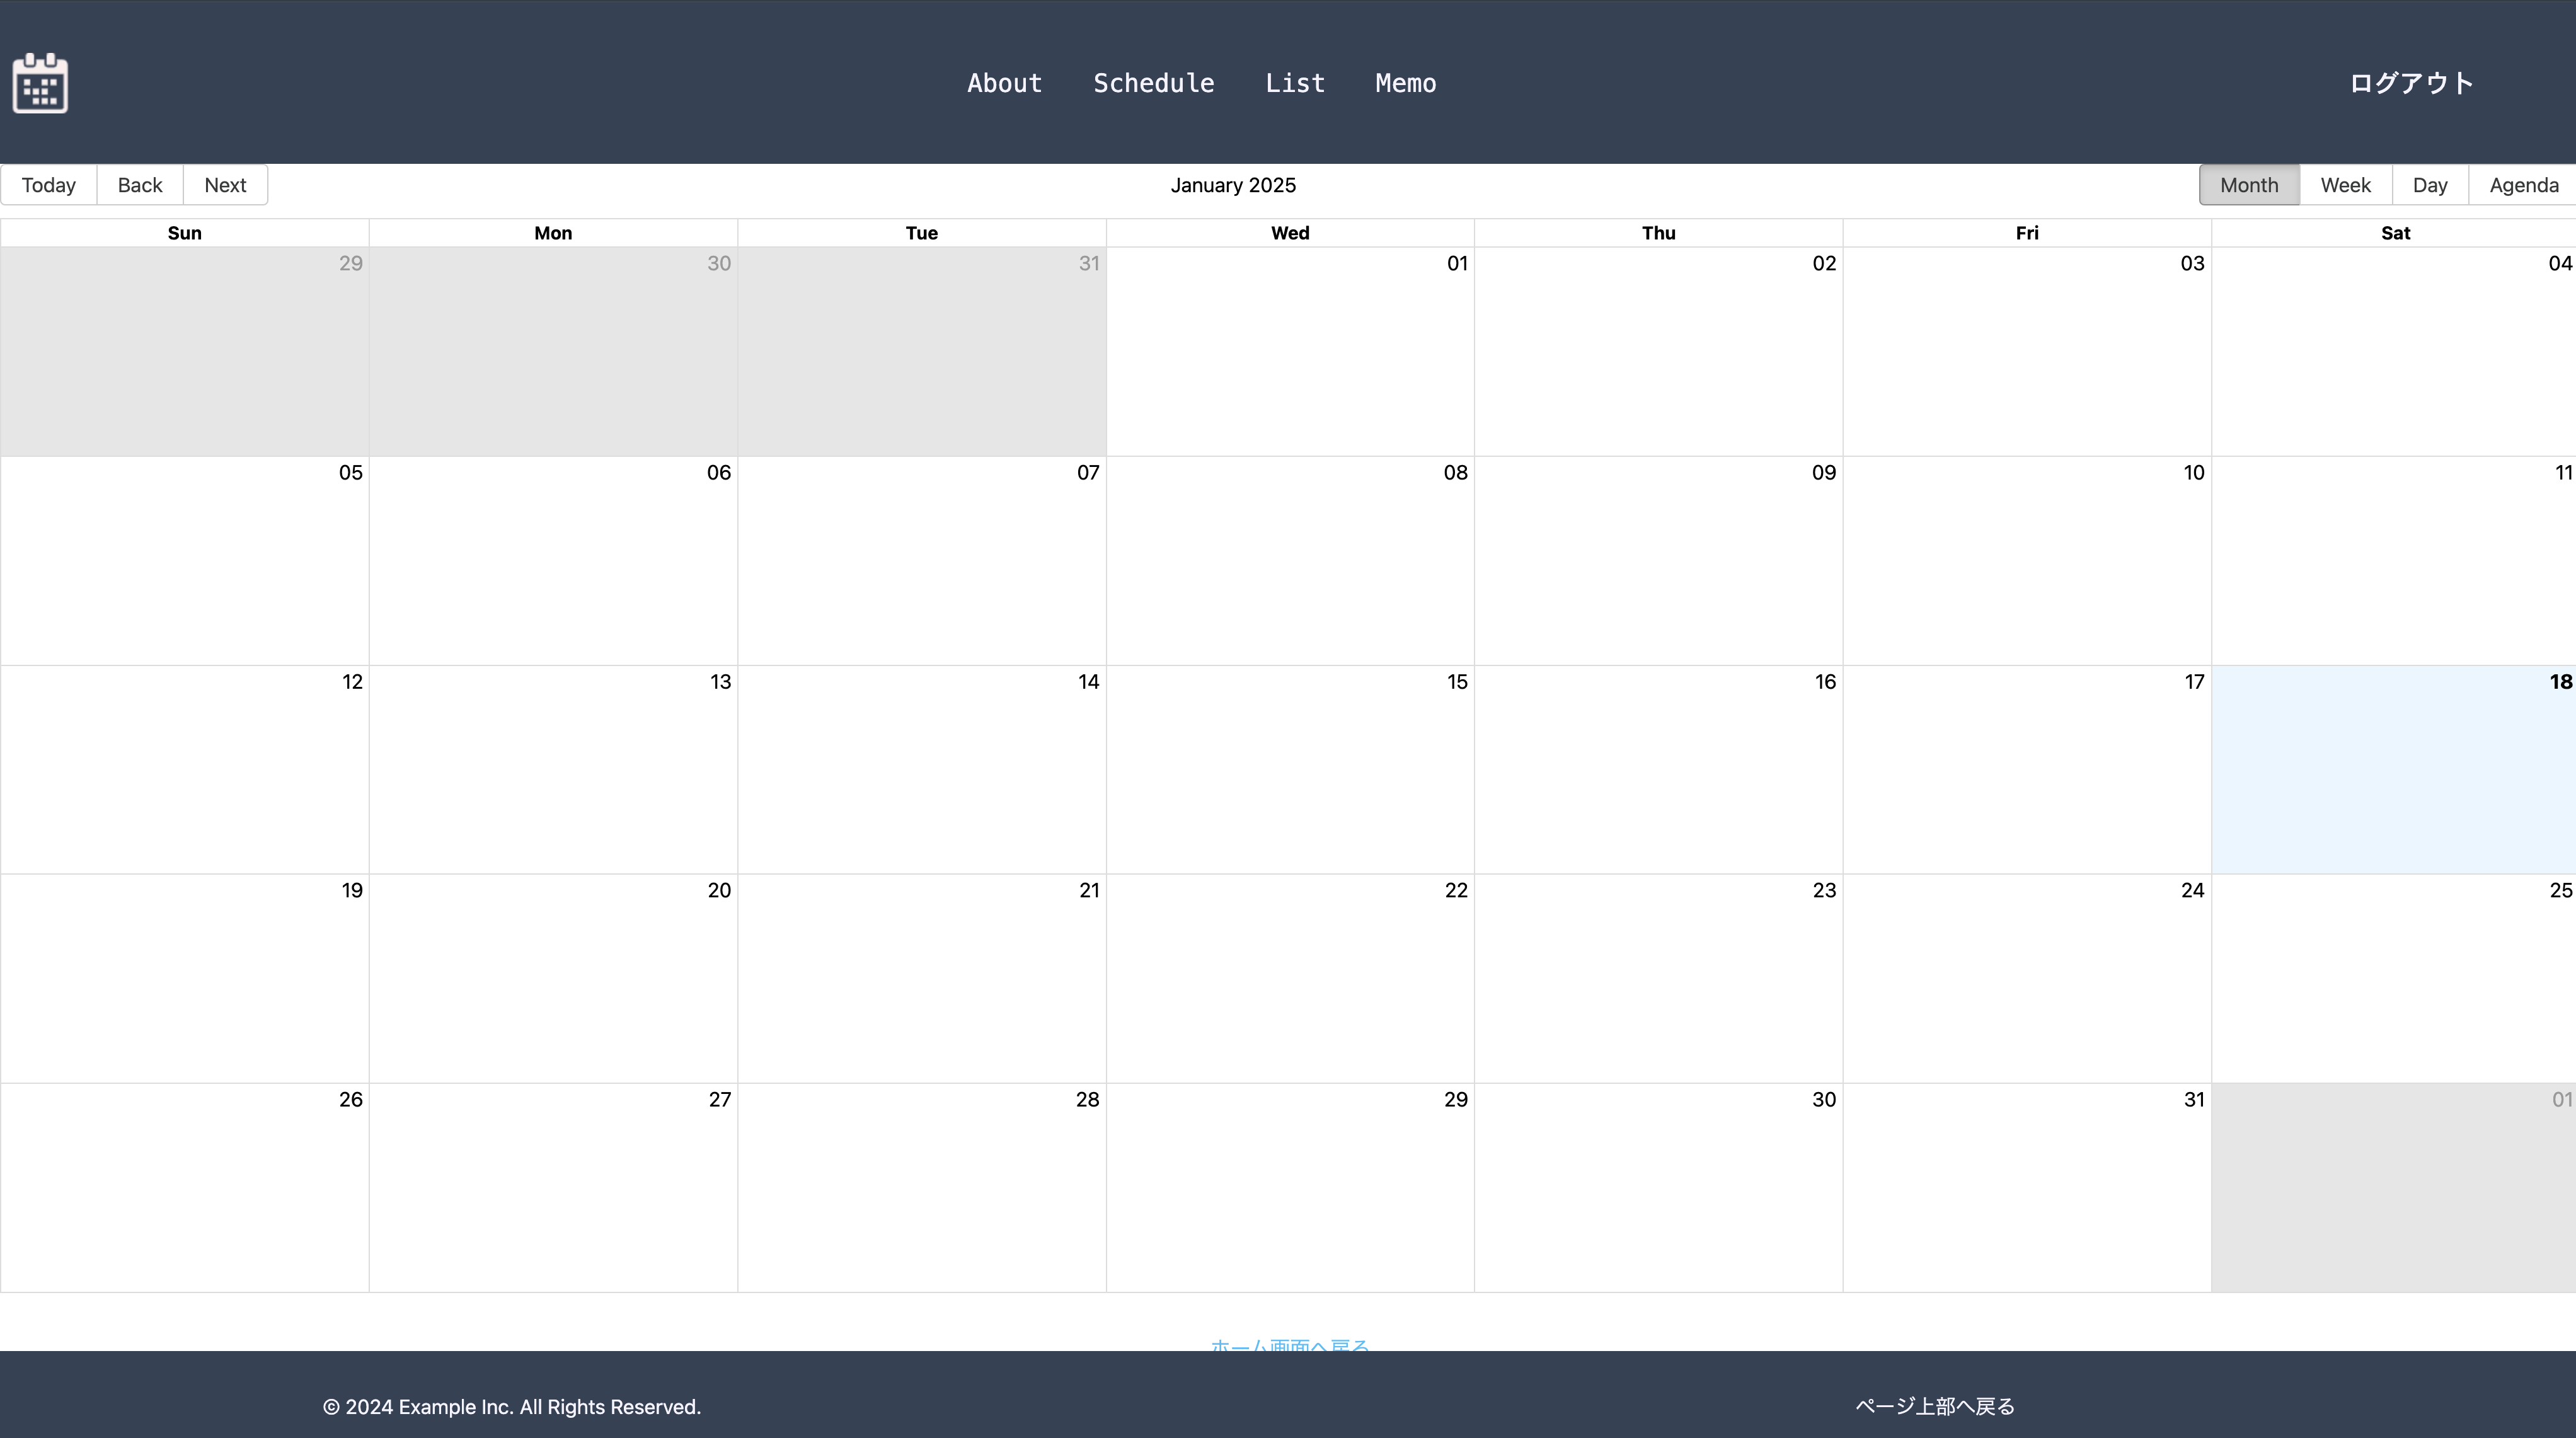 About Schedule List Memo ログアウト
Today Back Next January 2025 Month Week Day Agenda
Sun Mon Tue Wed Thu Fri Sat
29 30 31 01 02 03 04
05 06 07 08 09 10 11
12 13 14 15 16 17 18
19 20 21 22 23 24 25
26 27 28 29 30 31 01
ホーム画面へ戻る
© 2024 Example Inc. All Rights Reserved. ページ上部へ戻る